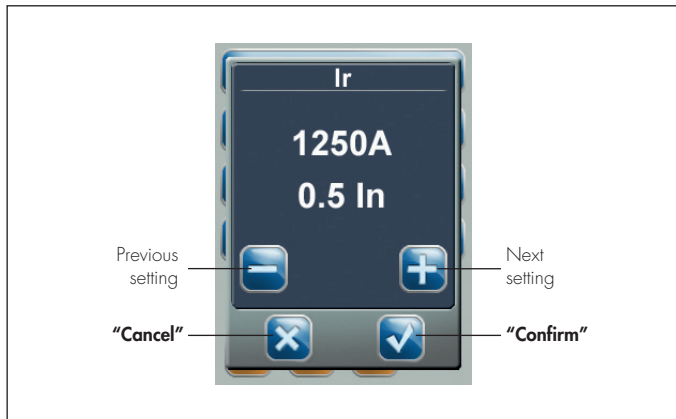 Ir
1250A
0.5 In
Previous
setting
Next
setting
“Cancel”
“Confirm”